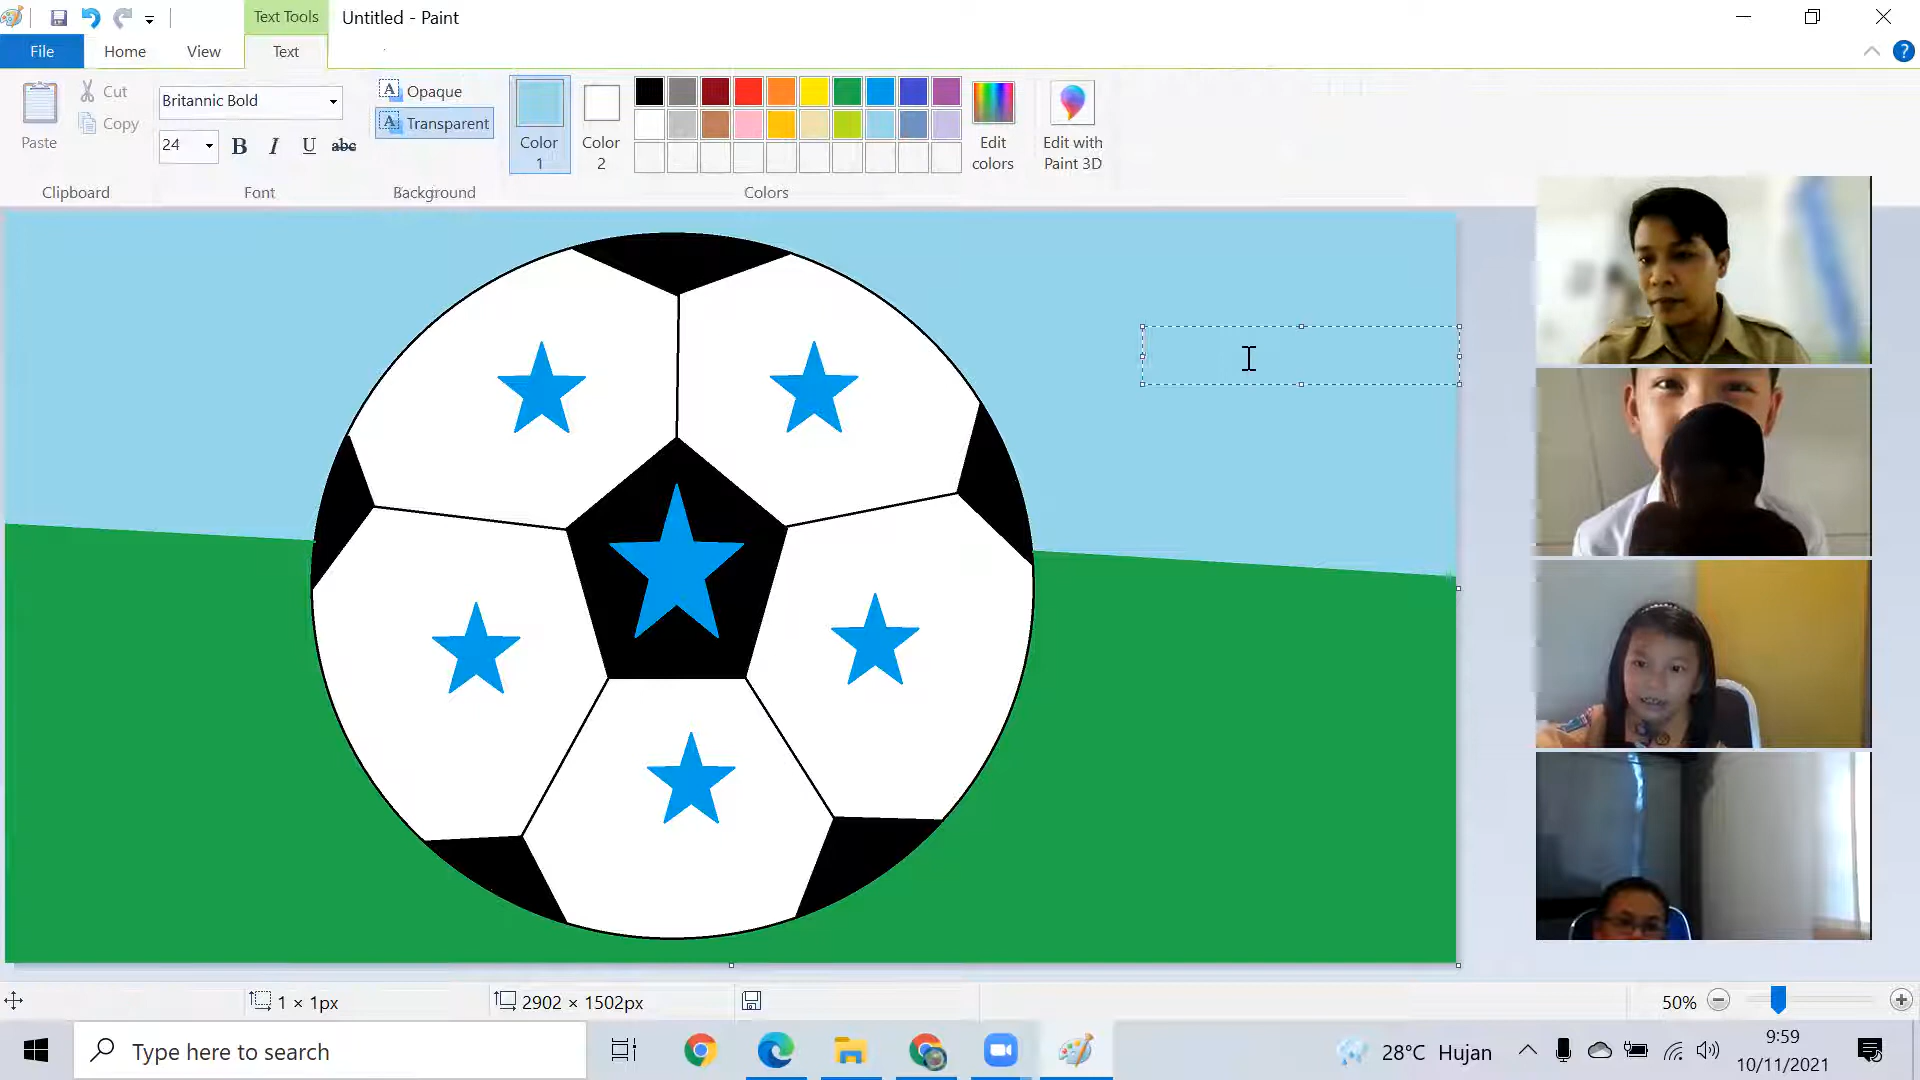 Text Tools
Untitled - Paint
File
Home
View
Text
Paste
Cut
Copy
Clipboard
Britannic Bold
24
B I U abc
Font
A Opaque
A Transparent
Background
Color 1
Color 2
Edit colors
Edit with Paint 3D
Colors
?
1 × 1px
2902 × 1502px
50%
Type here to search
28°C Hujan
9:59
10/11/2021